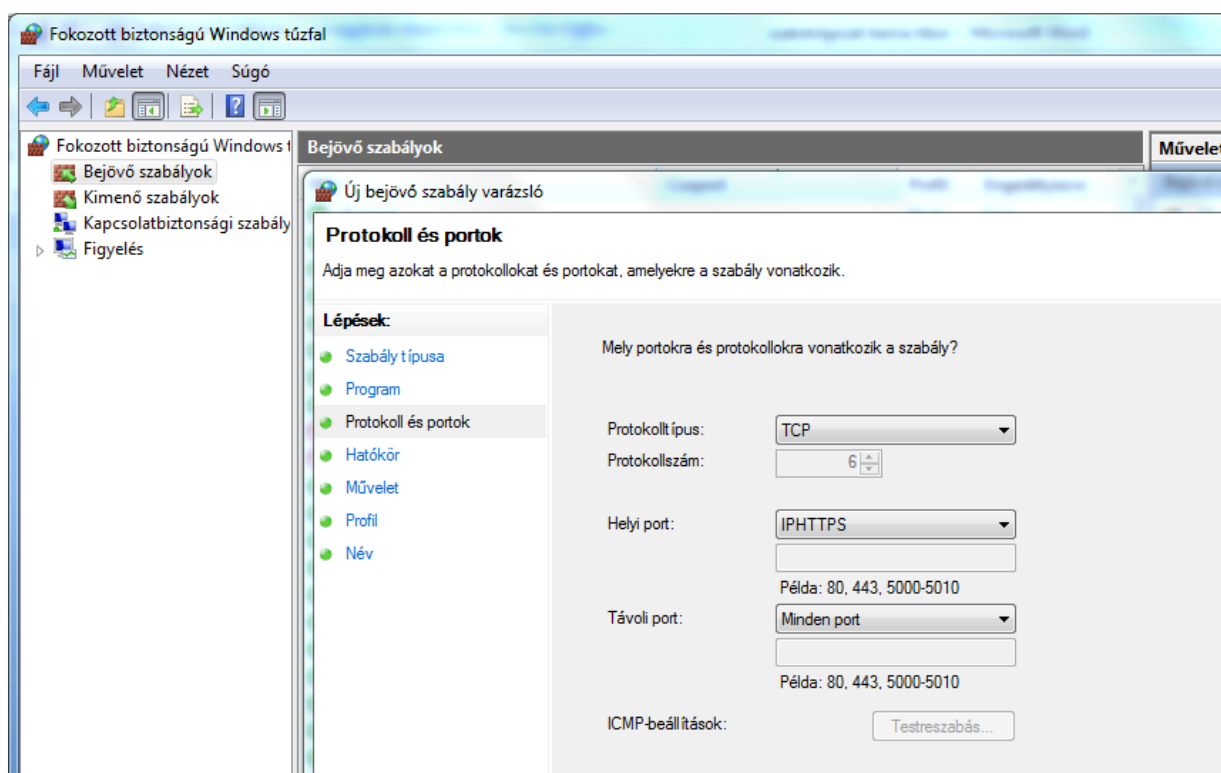 Fokozott biztonságú Windows tűzfal
Fájl Művelet Nézet Súgó
Fokozott biztonságú Windows t
Bejövő szabályok
Kimenő szabályok
Kapcsolatbiztonsági szabály
Figyelés
Bejövő szabályok
Művelet
Új bejövő szabály varázsló
Protokoll és portok
Adja meg azokat a protokollokat és portokat, amelyekre a szabály vonatkozik.
Lépések:
Szabály típusa
Program
Protokoll és portok
Hatókör
Művelet
Profil
Név
Mely portokra és protokollokra vonatkozik a szabály?
Protokolltípus: TCP
Protokollszám: 6
Helyi port: IPHTTPS
Példa: 80, 443, 5000-5010
Távoli port: Minden port
Példa: 80, 443, 5000-5010
ICMP-beállítások: Testreszabás...